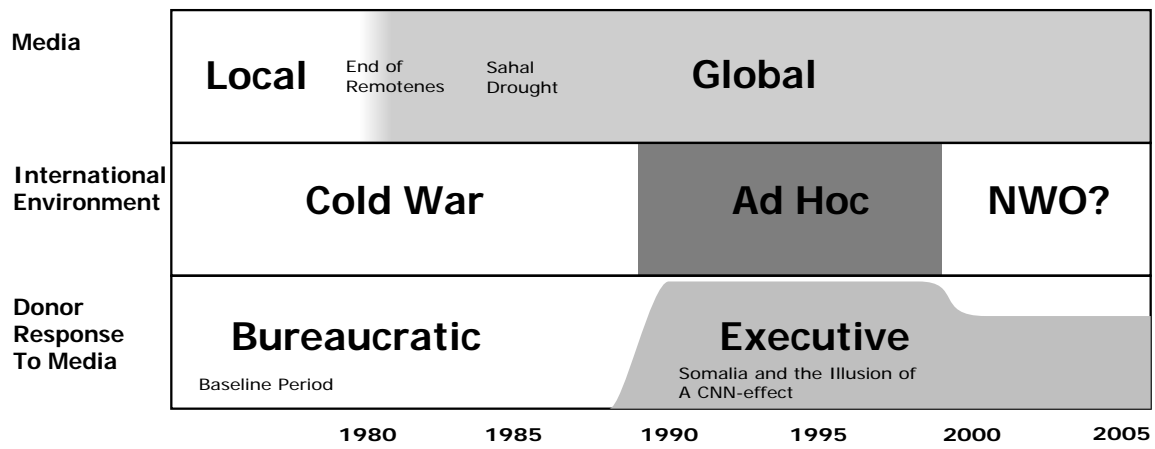 Media
Local
End of
Remotenes
Sahal
Drought
Global
International
Environment
Cold War
Ad Hoc
NWO?
Donor
Response
To Media
Bureaucratic
Baseline Period
Executive
Somalia and the Illusion of
A CNN-effect
1980 1985 1990 1995 2000 2005